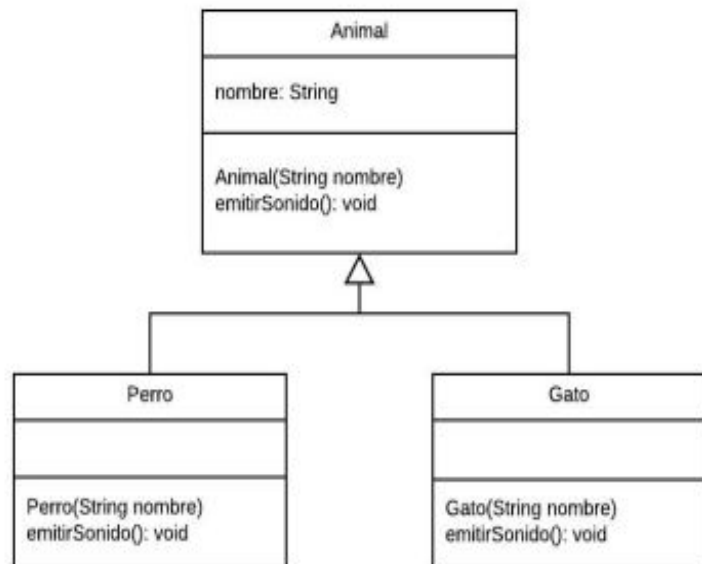 Animal
nombre: String
Animal(String nombre)
emitirSonido(): void
Perro
Perro(String nombre)
emitirSonido(): void
Gato
Gato(String nombre)
emitirSonido(): void